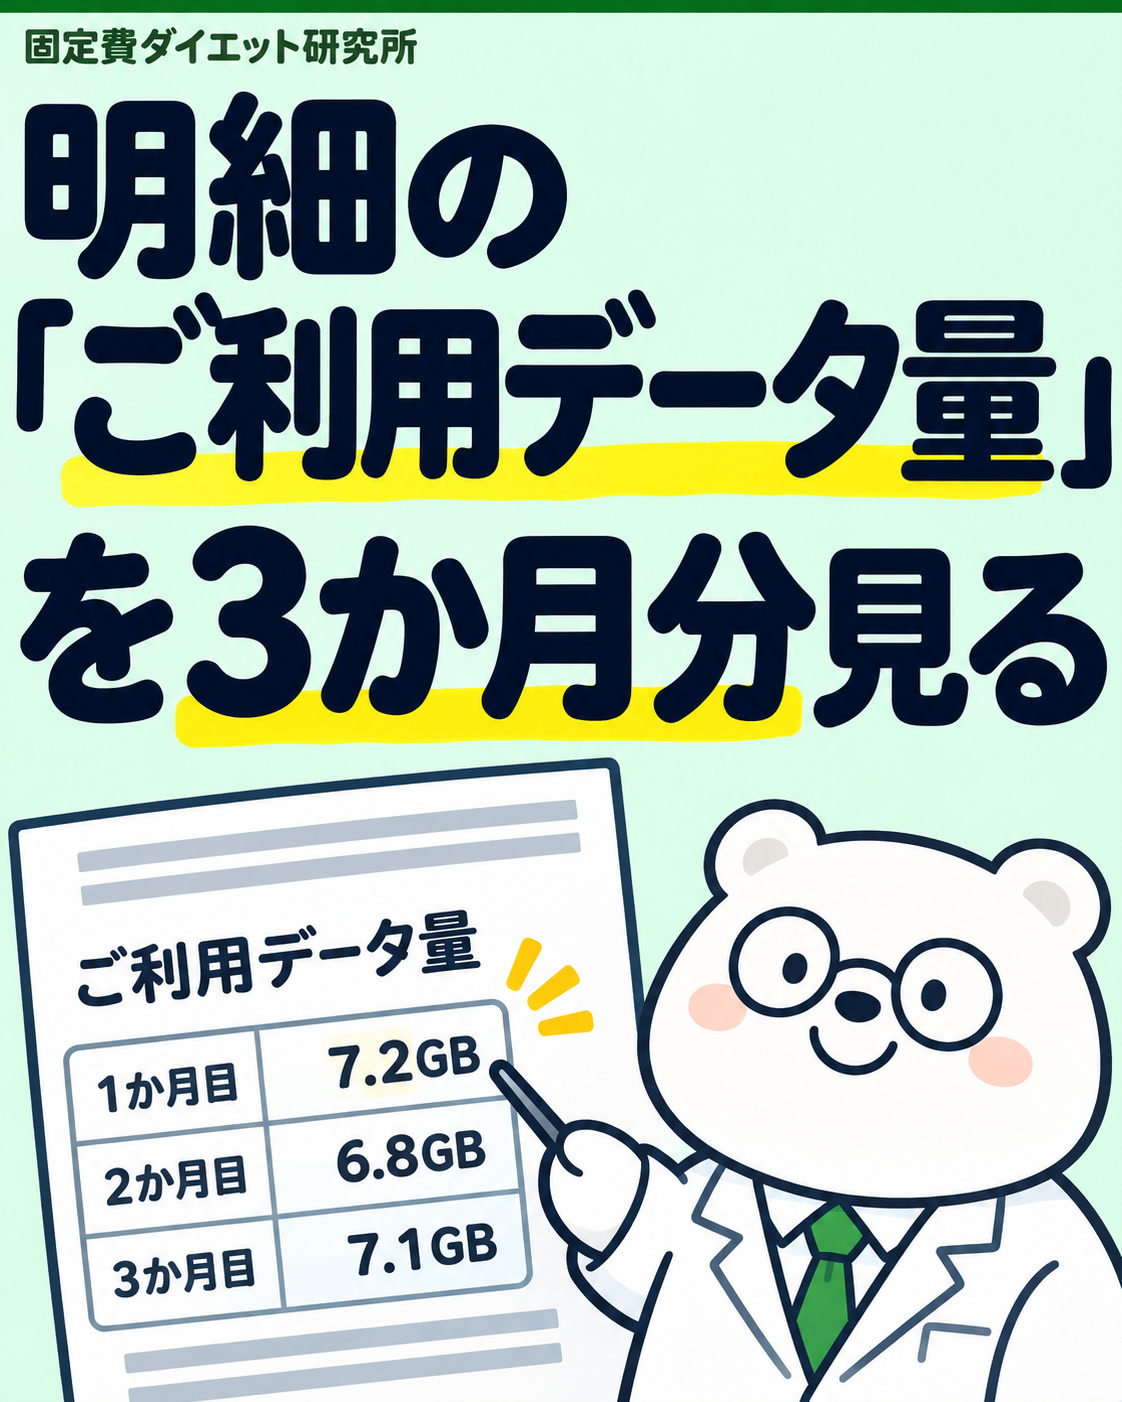 固定費ダイエット研究所
明細の
「ご利用データ量」
を3か月分見る
ご利用データ量
1か月目 7.2GB
2か月目 6.8GB
3か月目 7.1GB